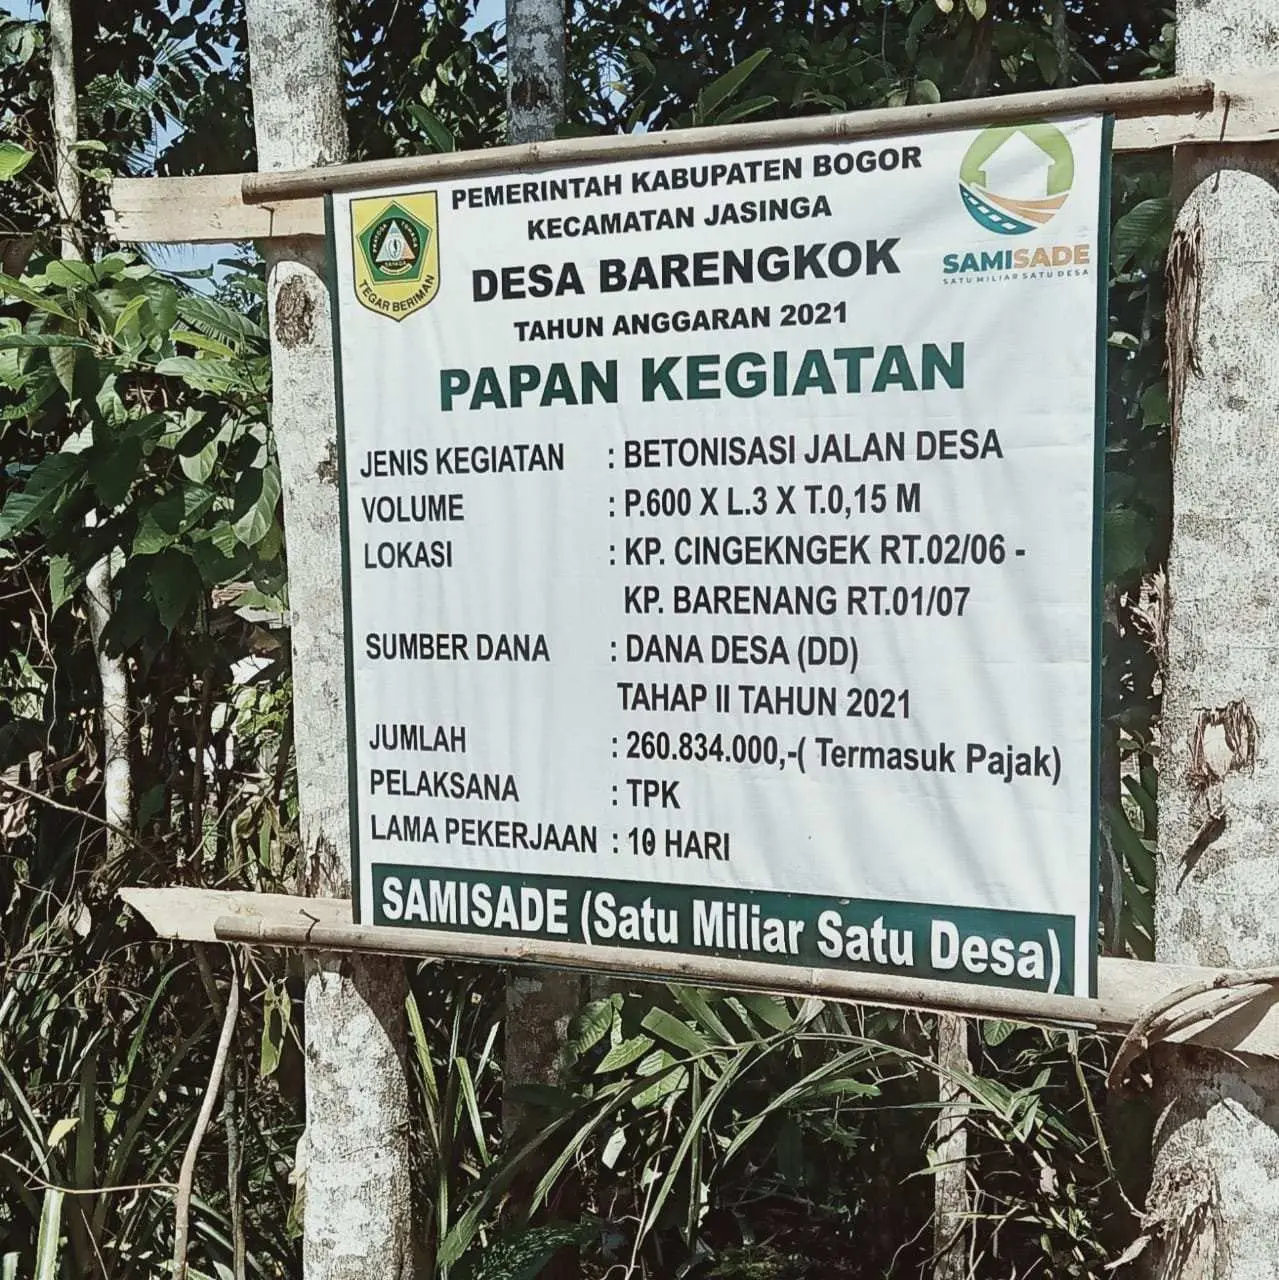 PEMERINTAH KABUPATEN BOGOR
KECAMATAN JASINGA
DESA BARENGKOK
TAHUN ANGGARAN 2021
PAPAN KEGIATAN
TEGAR BERIMAN
SAMISADE
SATU MILIAR SATU DESA
JENIS KEGIATAN : BETONISASI JALAN DESA
VOLUME : P.600 X L.3 X T.0,15 M
LOKASI : KP. CINGEKNGEK RT.02/06 -
KP. BARENANG RT.01/07
SUMBER DANA : DANA DESA (DD)
TAHAP II TAHUN 2021
JUMLAH : 260.834.000,-( Termasuk Pajak)
PELAKSANA : TPK
LAMA PEKERJAAN : 10 HARI
SAMISADE (Satu Miliar Satu Desa)